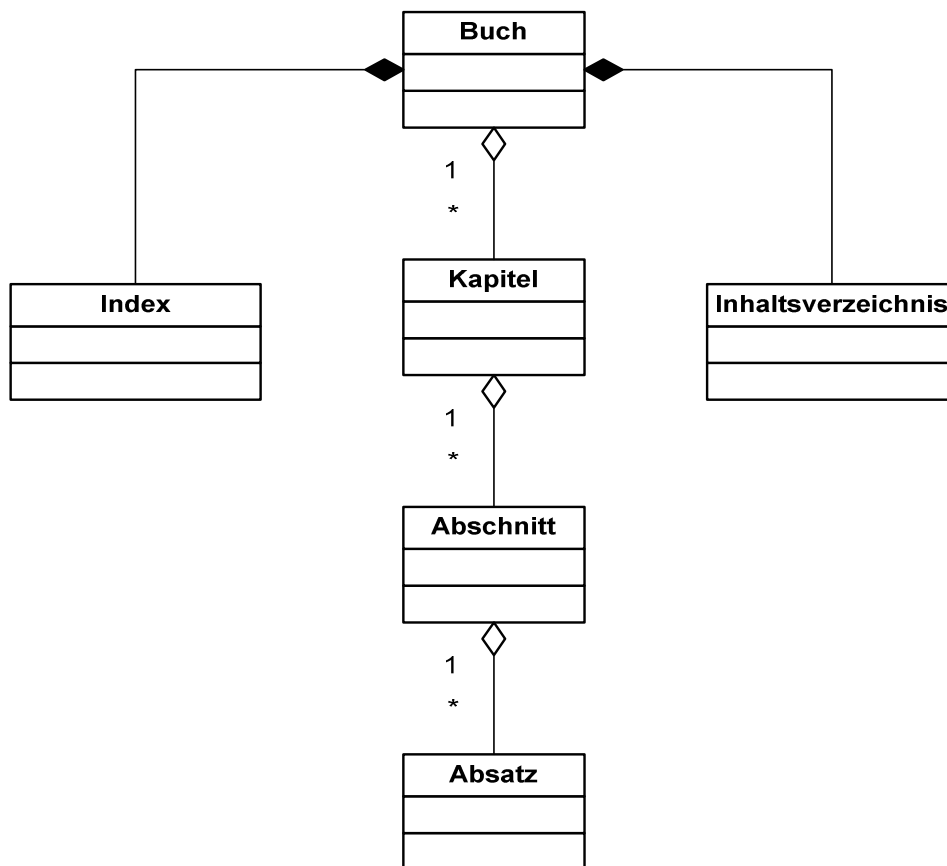 Buch
1
*
Kapitel
Index
Inhaltsverzeichnis
1
*
Abschnitt
1
*
Absatz